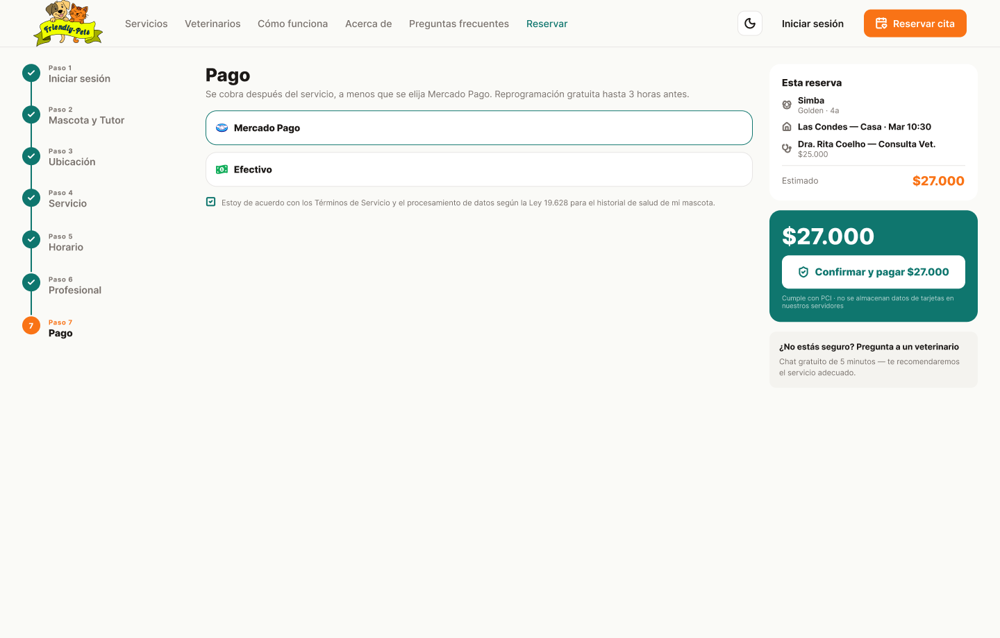 Friendly-Pets
Servicios
Veterinarios
Cómo funciona
Acerca de
Preguntas frecuentes
Reservar
Iniciar sesión
Reservar cita
Paso 1
Iniciar sesión
Paso 2
Mascota y Tutor
Paso 3
Ubicación
Paso 4
Servicio
Paso 5
Horario
Paso 6
Profesional
7
Paso 7
Pago
Pago
Se cobra después del servicio, a menos que se elija Mercado Pago. Reprogramación gratuita hasta 3 horas antes.
Mercado Pago
Efectivo
Estoy de acuerdo con los Términos de Servicio y el procesamiento de datos según la Ley 19.628 para el historial de salud de mi mascota.
Esta reserva
Simba
Golden · 4a
Las Condes — Casa · Mar 10:30
Dra. Rita Coelho — Consulta Vet.
$25.000
Estimado
$27.000
$27.000
Confirmar y pagar $27.000
Cumple con PCI · no se almacenan datos de tarjetas en
nuestros servidores
¿No estás seguro? Pregunta a un veterinario
Chat gratuito de 5 minutos — te recomendaremos
el servicio adecuado.